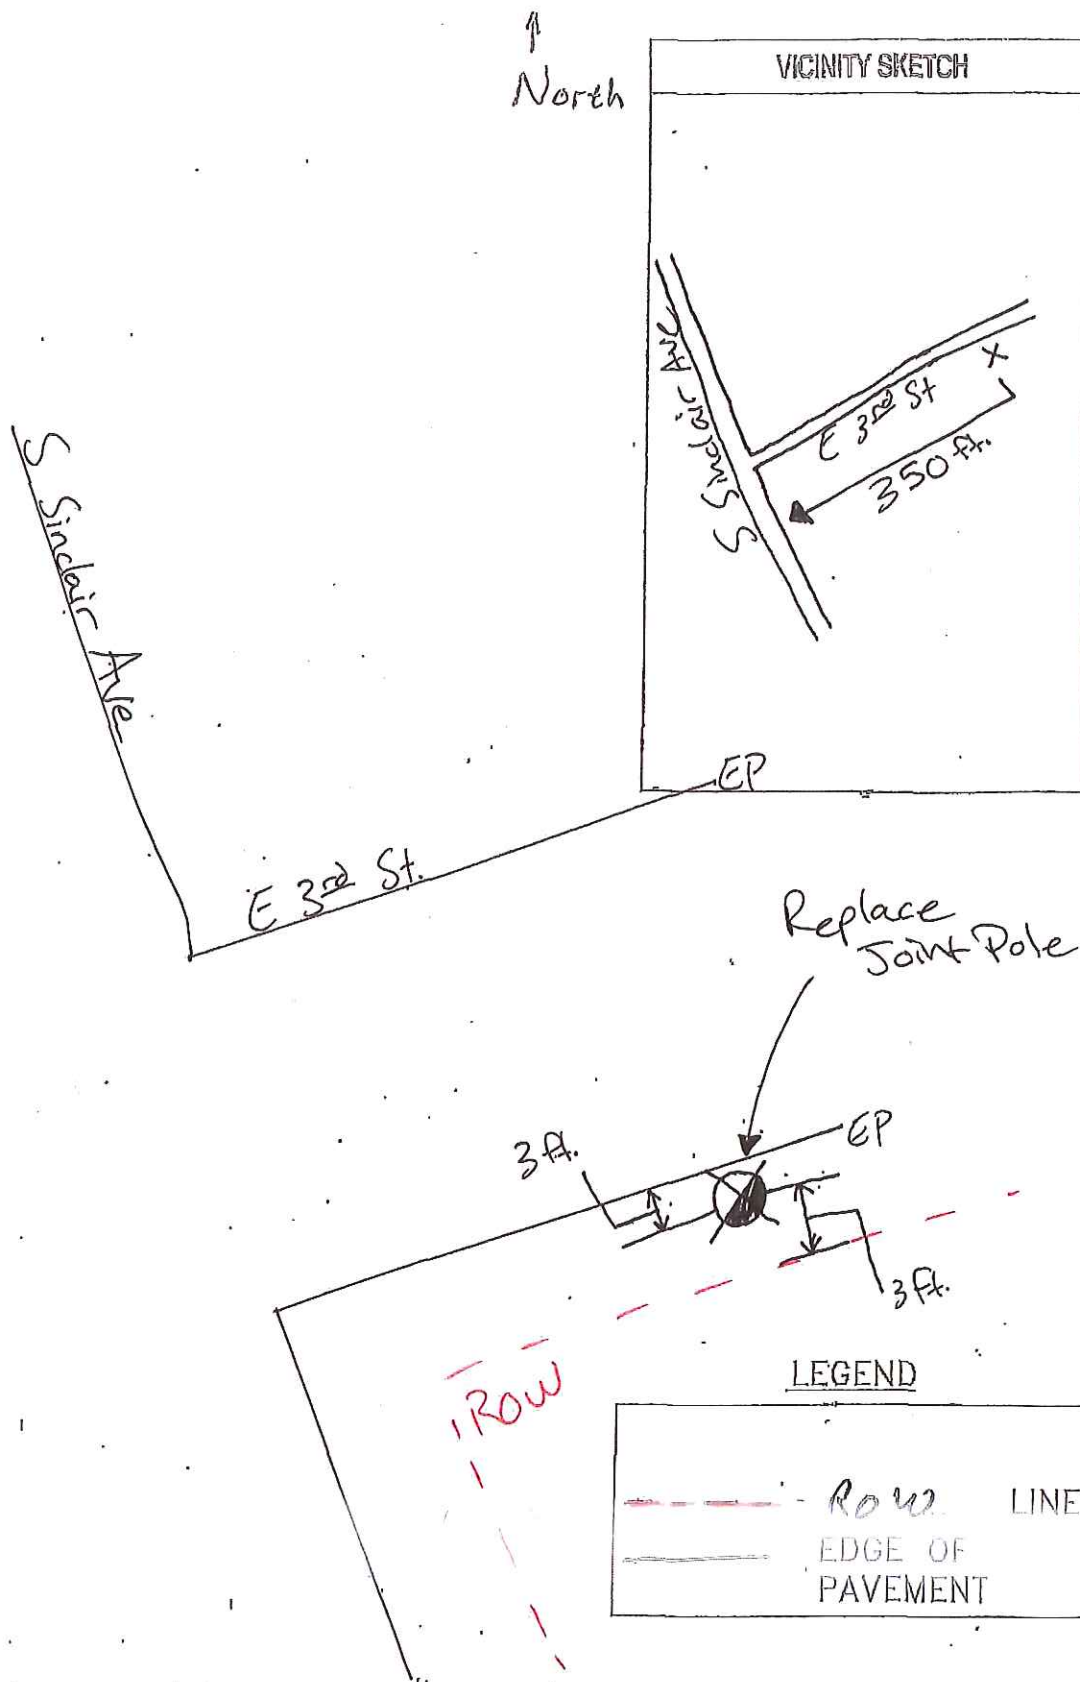 North
VICINITY SKETCH
S Sinclair Ave
E 3rd St
350 ft.
X
S Sinclair Ave
EP
E 3rd St.
Replace
Joint Pole
EP
3 ft.
3 ft.
ROW
LEGEND
ROW LINE
EDGE OF
PAVEMENT